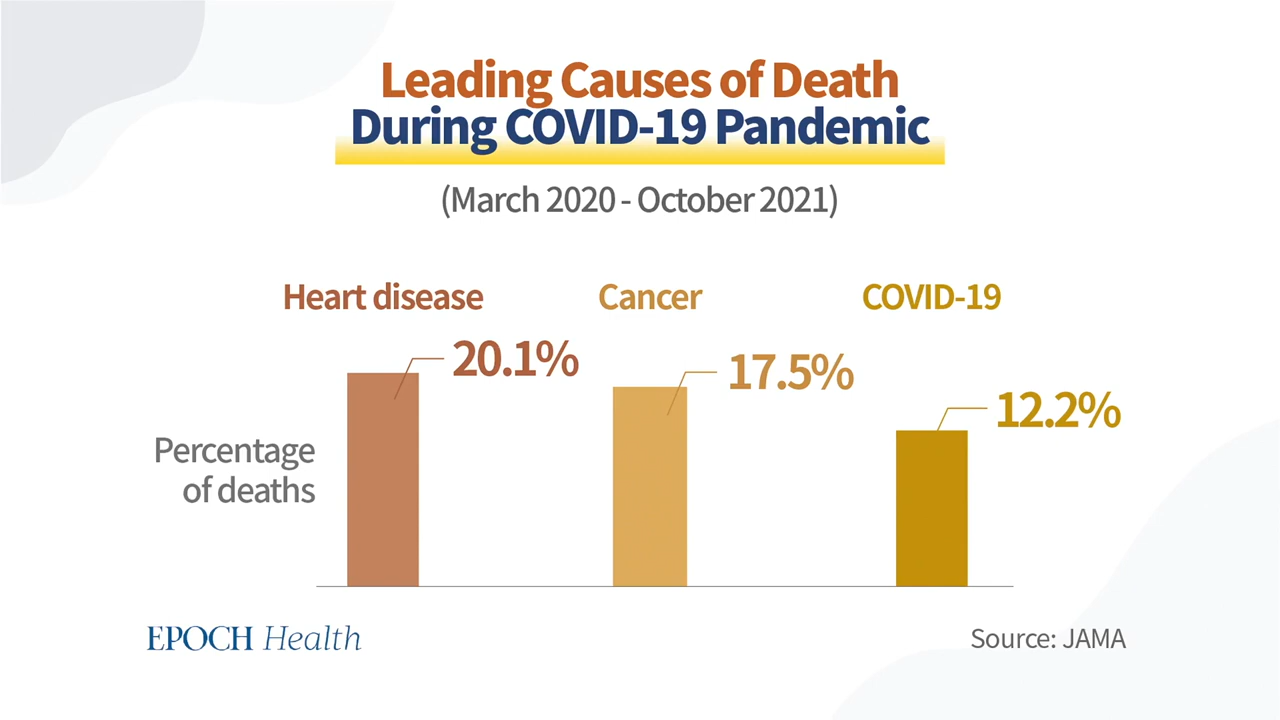 Leading Causes of Death
During COVID-19 Pandemic
(March 2020 - October 2021)
Heart disease
Cancer
COVID-19
20.1%
17.5%
12.2%
Percentage
of deaths
EPOCH Health
Source: JAMA